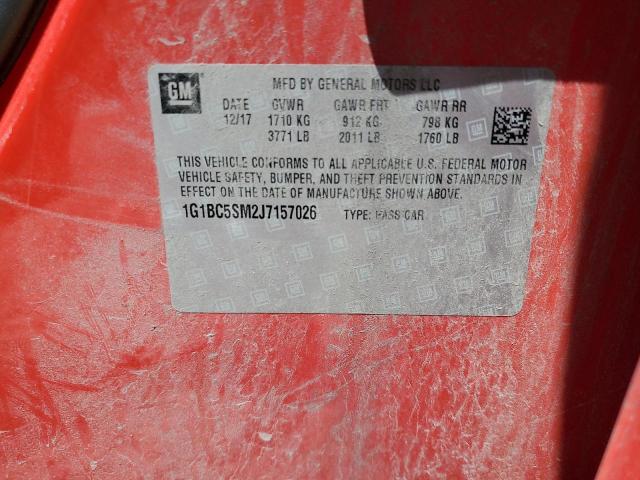 GM
MFD BY GENERAL MOTORS LLC
DATE GVWR GAWR FRT GAWR RR
12/17 1710 KG 912 KG 798 KG
3771 LB 2011 LB 1760 LB
THIS VEHICLE CONFORMS TO ALL APPLICABLE U.S. FEDERAL MOTOR
VEHICLE SAFETY, BUMPER, AND THEFT PREVENTION STANDARDS IN
EFFECT ON THE DATE OF MANUFACTURE SHOWN ABOVE.
1G1BC5SM2J7157026 TYPE: PASS CAR